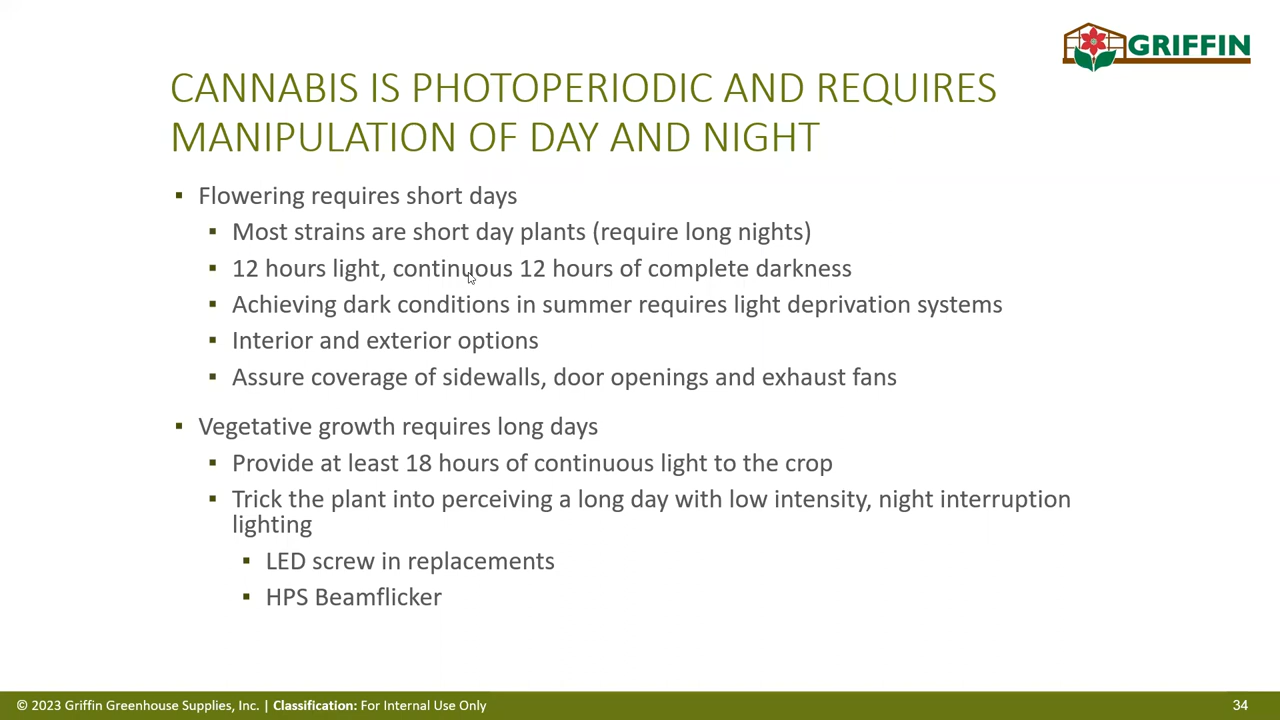 GRIFFIN
CANNABIS IS PHOTOPERIODIC AND REQUIRES
MANIPULATION OF DAY AND NIGHT
▪ Flowering requires short days
▪ Most strains are short day plants (require long nights)
▪ 12 hours light, continuous 12 hours of complete darkness
▪ Achieving dark conditions in summer requires light deprivation systems
▪ Interior and exterior options
▪ Assure coverage of sidewalls, door openings and exhaust fans
▪ Vegetative growth requires long days
▪ Provide at least 18 hours of continuous light to the crop
▪ Trick the plant into perceiving a long day with low intensity, night interruption
lighting
▪ LED screw in replacements
▪ HPS Beamflicker
© 2023 Griffin Greenhouse Supplies, Inc. | Classification: For Internal Use Only
34